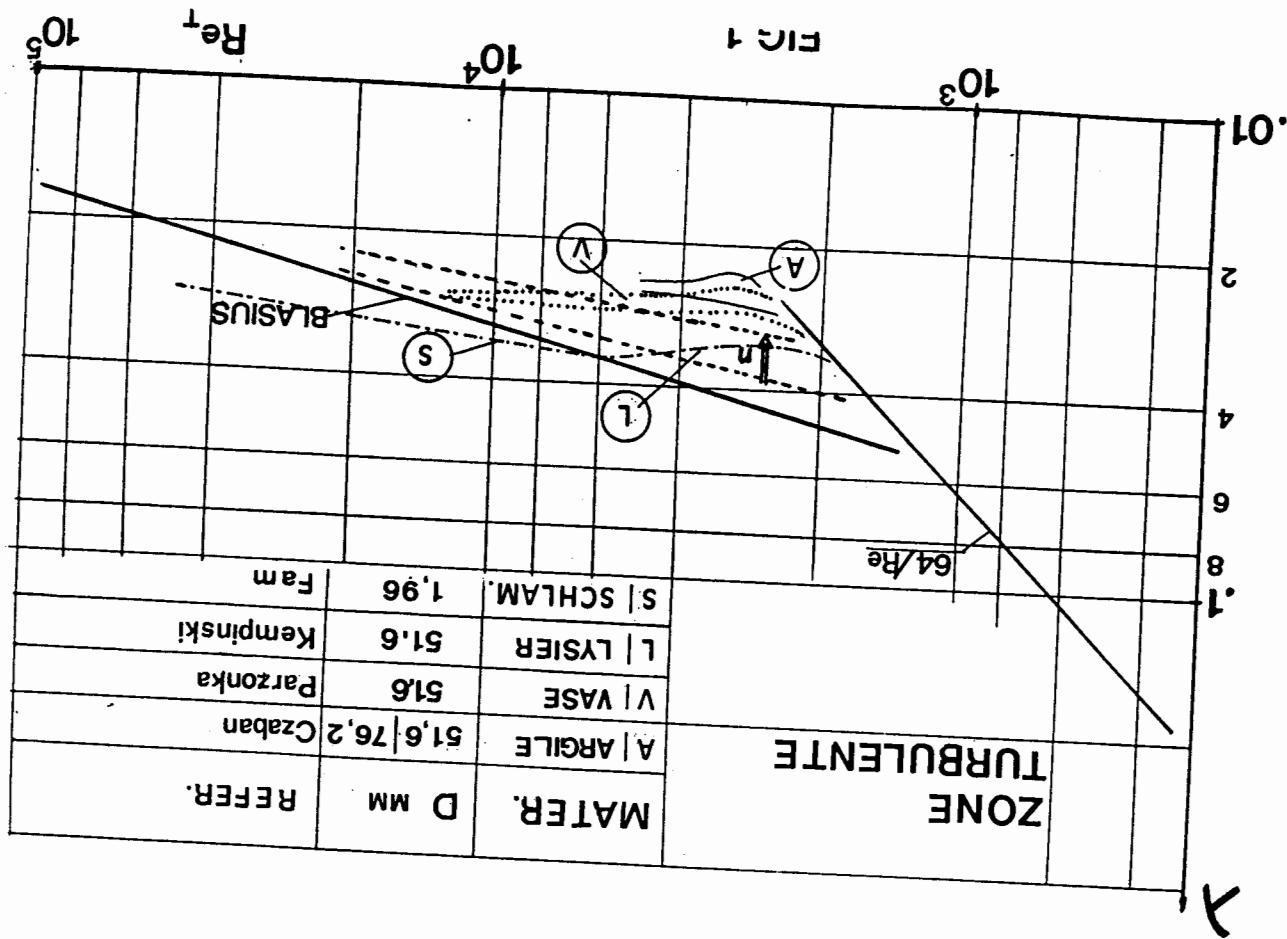 λ
ZONE
TURBULENTE
MATER. D MM REFER.
A | ARGILE 51,6 | 76,2 Czaban
V | VASE 51.6 Parzonka
L | LYSIER 51.6 Kempinski
S | SCHLAM. 1,96 Fam
.1
8
6
4
2
.01
64/Re
L
n
S
BLASIUS
A
V
10³
10⁴
10⁵
Re_T
FIG 1